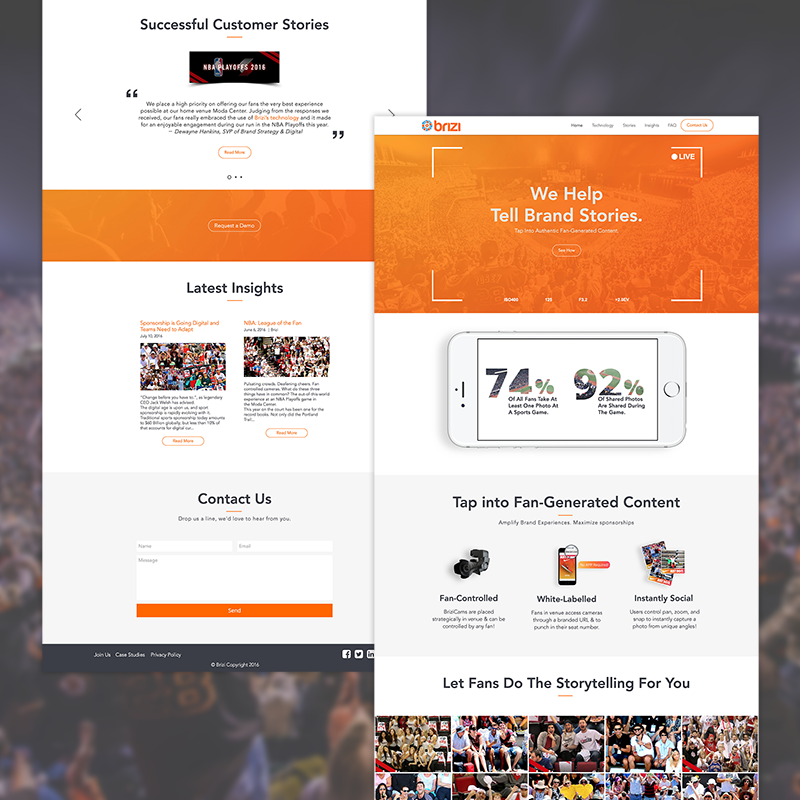 Successful Customer Stories
NBA PLAYOFFS 2016
“
We place a high priority on offering our fans the very best experience
possible at our home venue Moda Center. Judging from the responses we
received, our fans really embraced the use of Brizi's technology and it made
for an enjoyable engagement during our run in the NBA Playoffs this year.
— Dewayne Hankins, SVP of Brand Strategy & Digital
”
Read More
Request a Demo
Latest Insights
Sponsorship is Going Digital and
Teams Need to Adapt
July 10, 2016
"Change before you have to.", as legendary
CEO Jack Welsh has advised.
The digital age is upon us, and sport
sponsorship is rapidly evolving with it.
Traditional sports sponsorship today amounts
to $60 Billion globally, but less than 10% of
that accounts for digital cur...
Read More
NBA: League of the Fan
June 6, 2016 | Brizi
Pulsating crowds. Deafening cheers. Fan
controlled cameras. What do these three
things have in common? The out of this world
experience at an NBA Playoffs game in
the Moda Center.
This year on the court has been one for the
record books. Not only did the Portland
Trail...
Read More
Contact Us
Drop us a line, we'd love to hear from you.
Name
Email
Message
Send
Join Us
Case Studies
Privacy Policy
© Brizi Copyright 2016
brizi
Home
Technology
Stories
Insights
FAQ
Contact Us
LIVE
We Help
Tell Brand Stories.
Tap Into Authentic Fan-Generated Content.
See How
ISO400
125
F3.2
+2.0EV
74%
Of All Fans Take At
Least One Photo At
A Sports Game.
92%
Of Shared Photos
Are Shared During
The Game.
Tap into Fan-Generated Content
Amplify Brand Experiences. Maximize sponsorships
Fan-Controlled
BriziCams are placed
strategically in venue & can be
controlled by any fan!
No APP Required
White-Labelled
Fans in venue access cameras
through a branded URL & to
punch in their seat number.
Instantly Social
Users control pan, zoom, and
snap to instantly capture a
photo from unique angles!
Let Fans Do The Storytelling For You